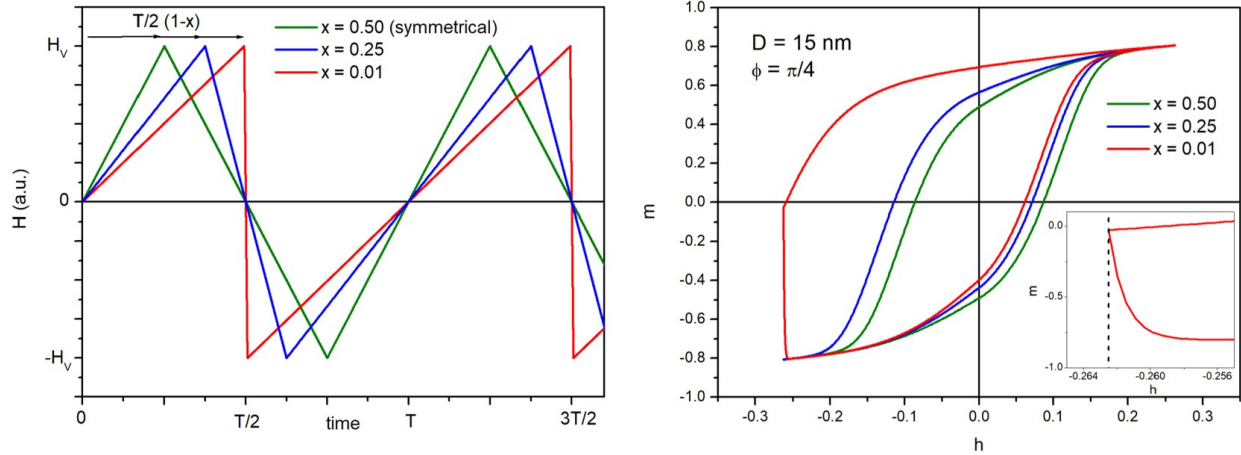 T/2 (1-x)
x = 0.50 (symmetrical)
x = 0.25
x = 0.01
H_V
0
-H_V
H (a.u.)
0
T/2
time
T
3T/2
1.0
0.8
0.6
0.4
0.2
0.0
-0.2
-0.4
-0.6
-0.8
-1.0
m
D = 15 nm
ϕ = π/4
x = 0.50
x = 0.25
x = 0.01
0.0
-0.5
-1.0
m
-0.264
-0.260
-0.256
h
-0.3
-0.2
-0.1
0.0
0.1
0.2
0.3
h